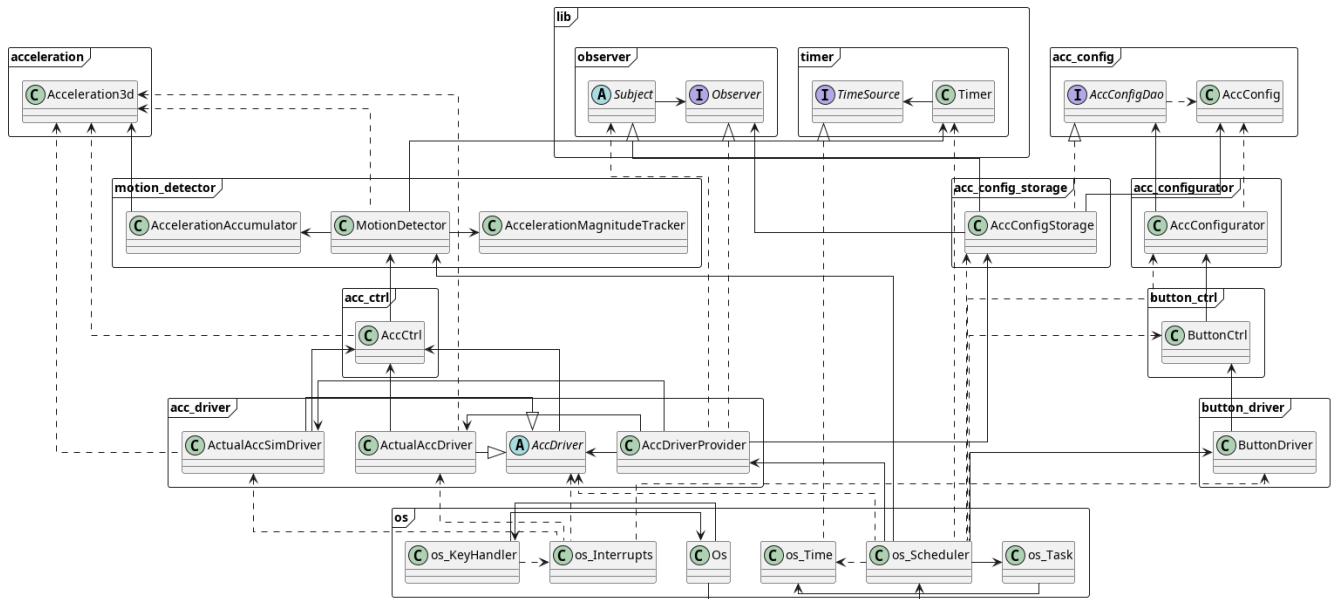 lib
acceleration
observer
timer
acc_config
C Acceleration3d
A Subject
I Observer
I TimeSource
C Timer
I AccConfigDao
C AccConfig
motion_detector
acc_config_storage
acc_configurator
C AccelerationAccumulator
C MotionDetector
C AccelerationMagnitudeTracker
C AccConfigStorage
C AccConfigurator
acc_ctrl
button_ctrl
C AccCtrl
C ButtonCtrl
acc_driver
button_driver
C ActualAccSimDriver
C ActualAccDriver
A AccDriver
C AccDriverProvider
C ButtonDriver
os
C os_KeyHandler
C os_Interrupts
C Os
C os_Time
C os_Scheduler
C os_Task